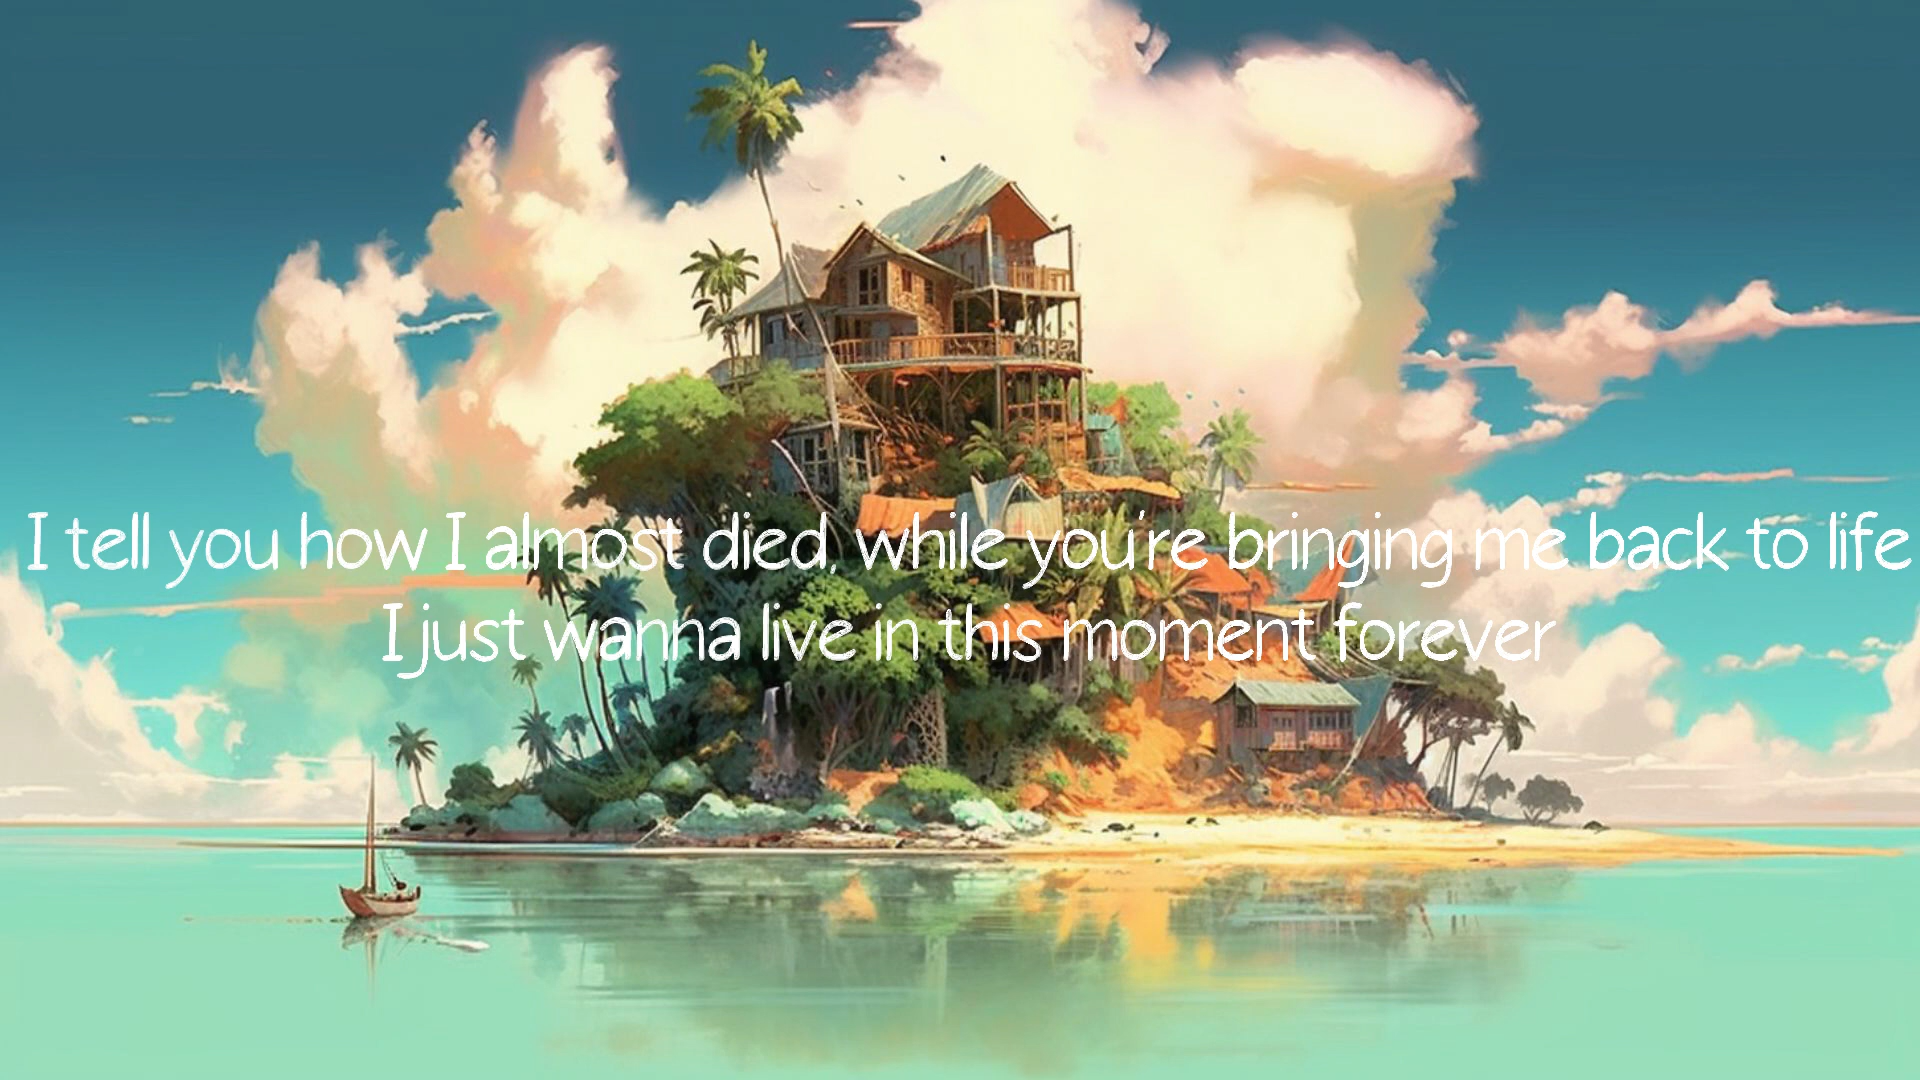 I tell you how I almost died, while you're bringing me back to life
I just wanna live in this moment forever